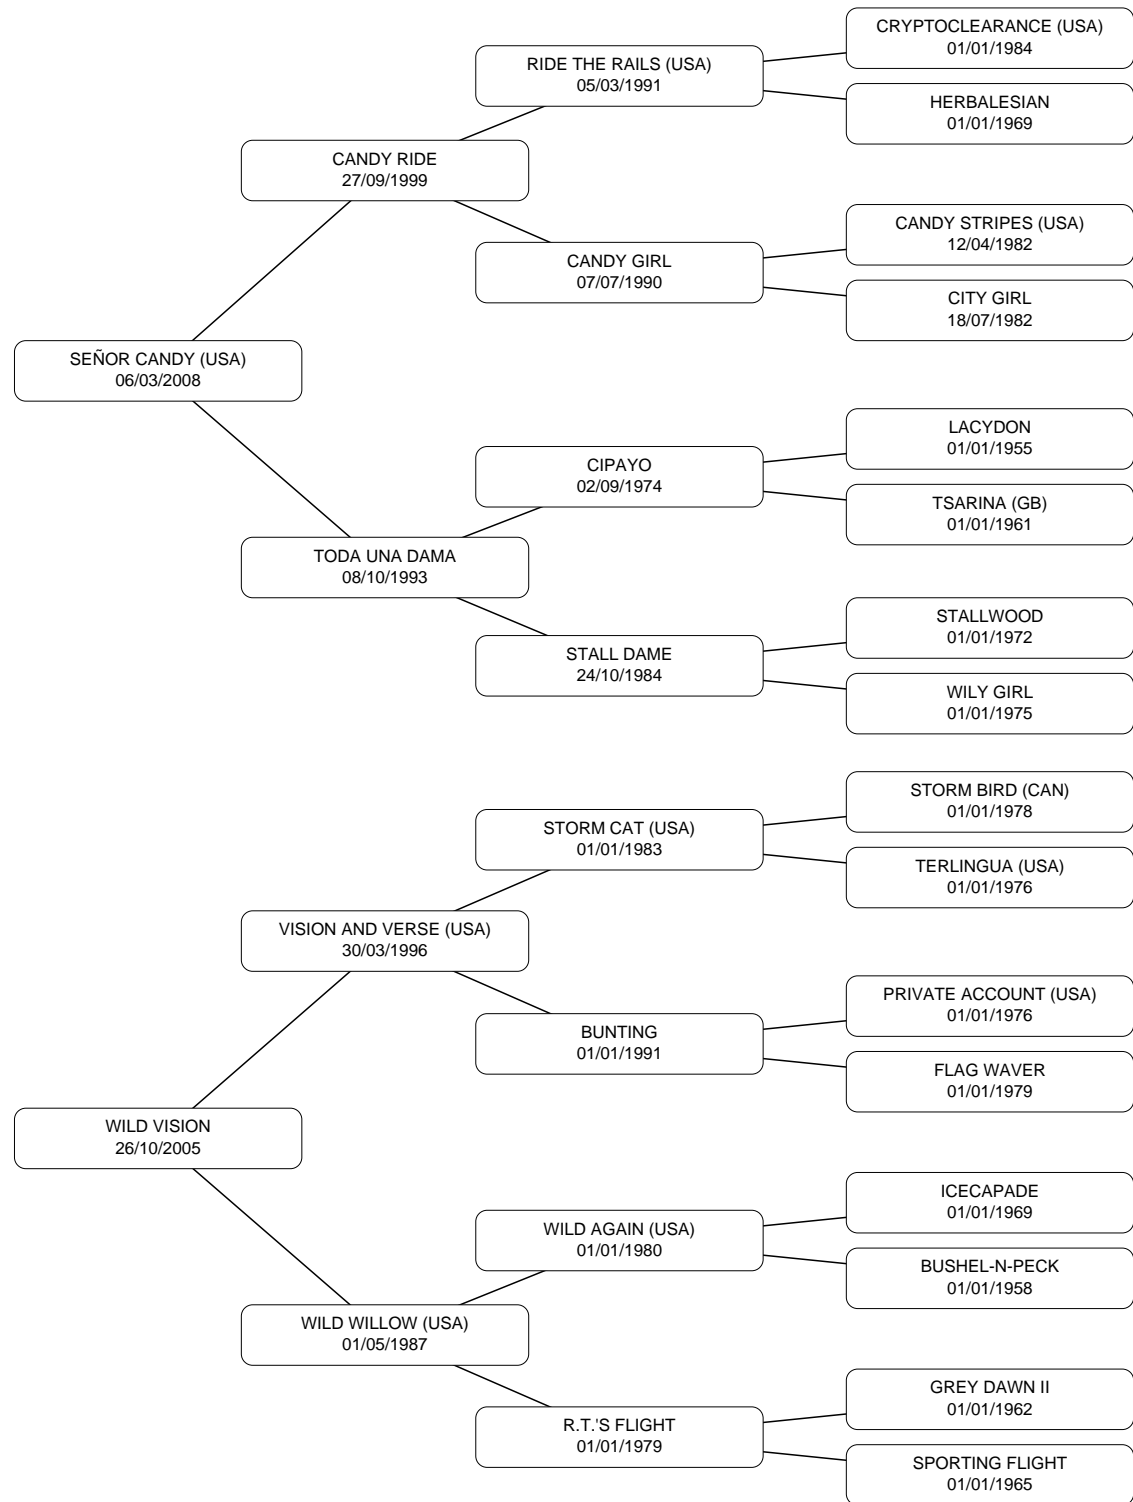 CRYPTOCLEARANCE (USA)
01/01/1984
RIDE THE RAILS (USA)
05/03/1991
HERBALESIAN
01/01/1969
CANDY RIDE
27/09/1999
CANDY STRIPES (USA)
12/04/1982
CANDY GIRL
07/07/1990
CITY GIRL
18/07/1982
SEÑOR CANDY (USA)
06/03/2008
LACYDON
01/01/1955
CIPAYO
02/09/1974
TSARINA (GB)
01/01/1961
TODA UNA DAMA
08/10/1993
STALLWOOD
01/01/1972
STALL DAME
24/10/1984
WILY GIRL
01/01/1975
STORM BIRD (CAN)
01/01/1978
STORM CAT (USA)
01/01/1983
TERLINGUA (USA)
01/01/1976
VISION AND VERSE (USA)
30/03/1996
PRIVATE ACCOUNT (USA)
01/01/1976
BUNTING
01/01/1991
FLAG WAVER
01/01/1979
WILD VISION
26/10/2005
ICECAPADE
01/01/1969
WILD AGAIN (USA)
01/01/1980
BUSHEL-N-PECK
01/01/1958
WILD WILLOW (USA)
01/05/1987
GREY DAWN II
01/01/1962
R.T.'S FLIGHT
01/01/1979
SPORTING FLIGHT
01/01/1965